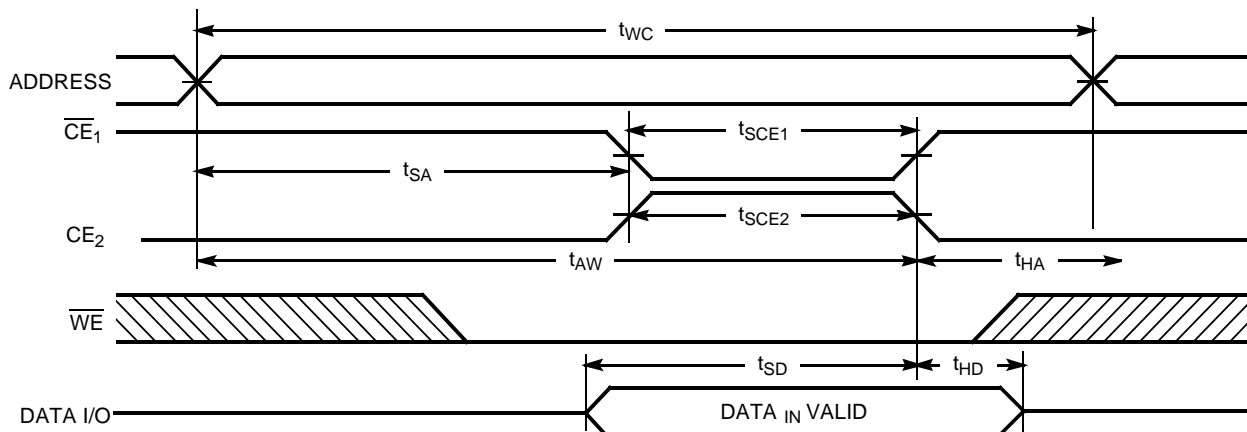 tWC
ADDRESS
CE1
tSCE1
tSA
tSCE2
CE2
tAW
tHA
WE
tSD
tHD
DATA I/O
DATA IN VALID